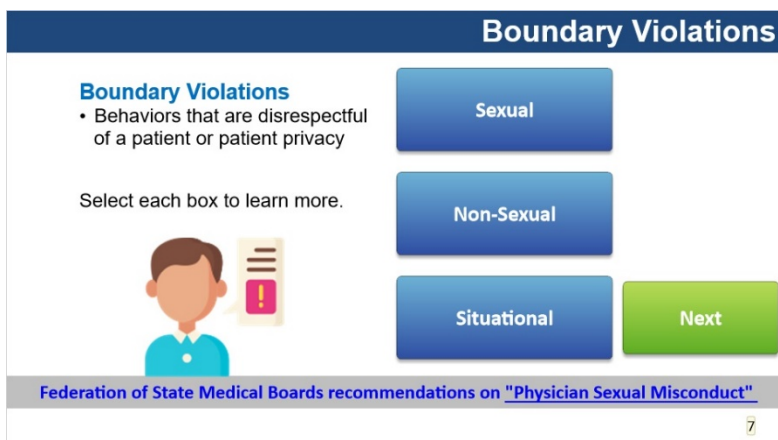 Boundary Violations
Boundary Violations
• Behaviors that are disrespectful
of a patient or patient privacy
Select each box to learn more.
!
Sexual
Non-Sexual
Situational
Next
Federation of State Medical Boards recommendations on "Physician Sexual Misconduct"
7